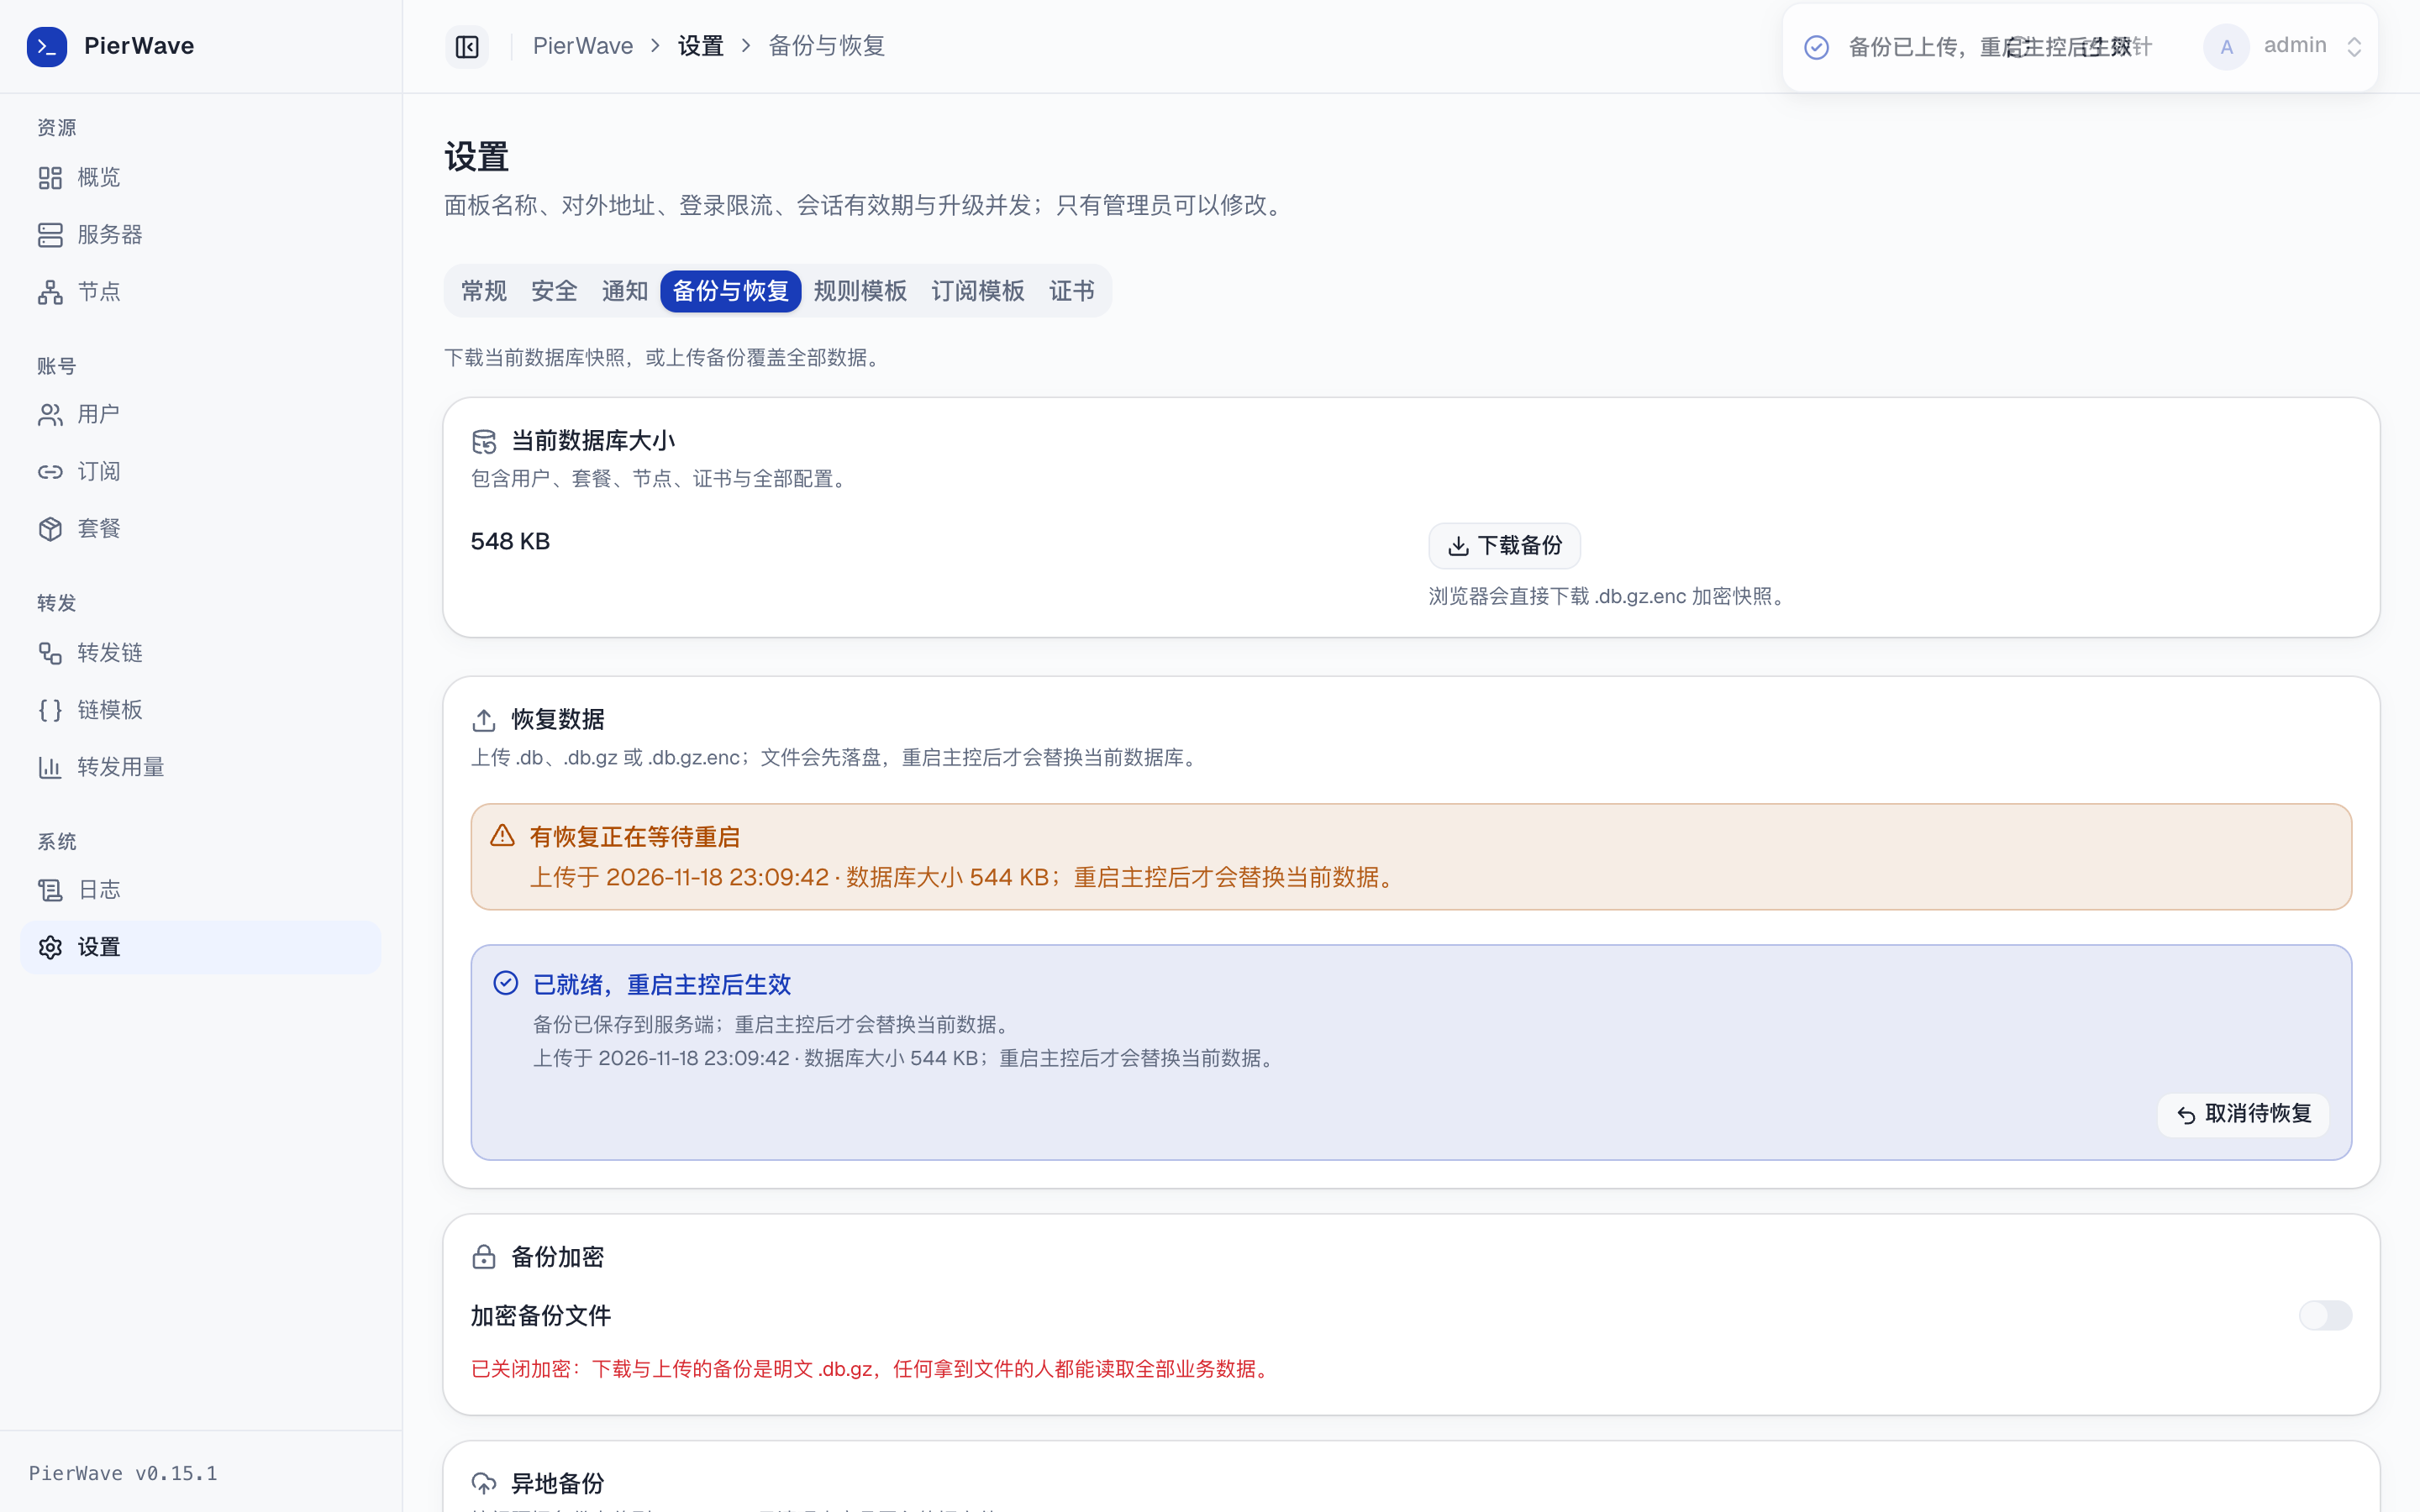 PierWave
PierWave > 设置 > 备份与恢复
备份已上传，重启主控后生效
admin
A
资源
概览
服务器
节点
账号
用户
订阅
套餐
转发
转发链
链模板
转发用量
系统
日志
设置
PierWave v0.15.1
设置
面板名称、对外地址、登录限流、会话有效期与升级并发；只有管理员可以修改。
常规 安全 通知 备份与恢复 规则模板 订阅模板 证书
下载当前数据库快照，或上传备份覆盖全部数据。
当前数据库大小
包含用户、套餐、节点、证书与全部配置。
548 KB
下载备份
浏览器会直接下载 .db.gz.enc 加密快照。
恢复数据
上传 .db、.db.gz 或 .db.gz.enc；文件会先落盘，重启主控后才会替换当前数据库。
有恢复正在等待重启
上传于 2026-11-18 23:09:42 · 数据库大小 544 KB；重启主控后才会替换当前数据。
已就绪，重启主控后生效
备份已保存到服务端；重启主控后才会替换当前数据。
上传于 2026-11-18 23:09:42 · 数据库大小 544 KB；重启主控后才会替换当前数据。
取消待恢复
备份加密
加密备份文件
已关闭加密：下载与上传的备份是明文 .db.gz，任何拿到文件的人都能读取全部业务数据。
异地备份